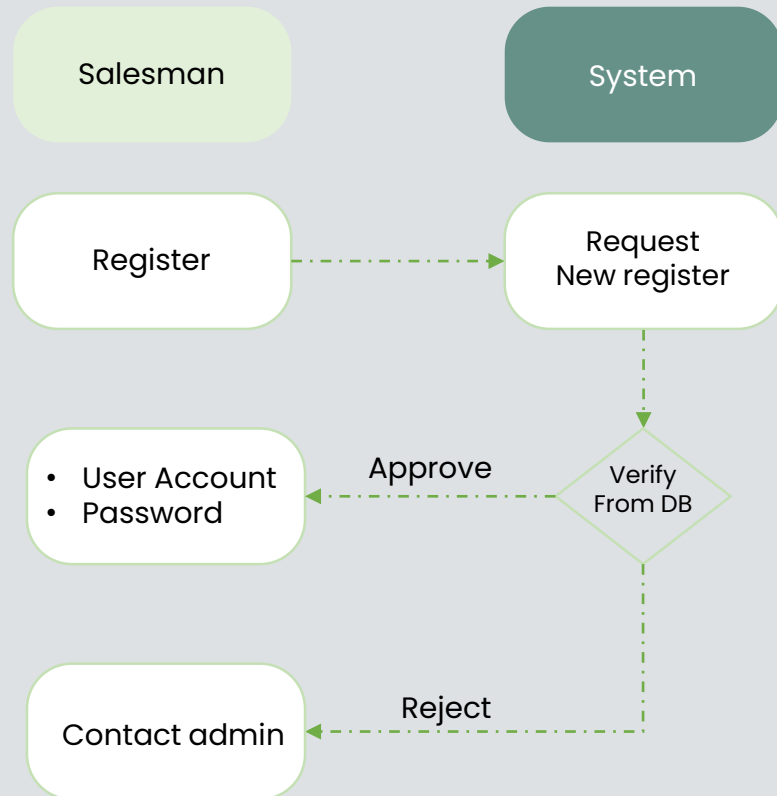 Salesman
System
Register
Request
New register
• User Account
• Password
Approve
Verify
From DB
Contact admin
Reject